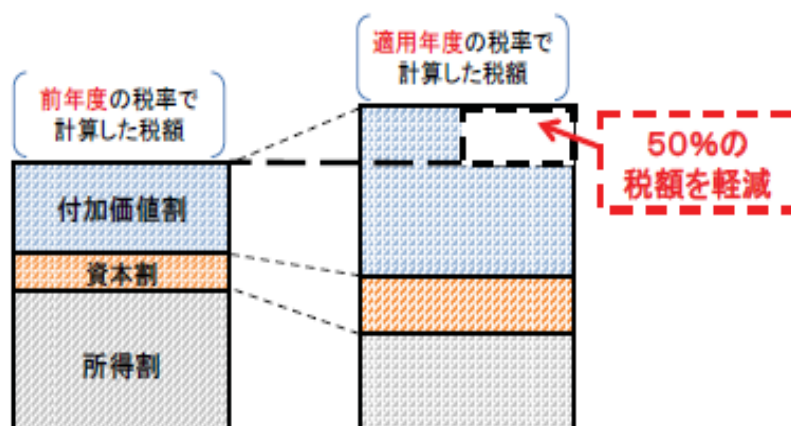 前年度の税率で
計算した税額
適用年度の税率で
計算した税額
50%の
税額を軽減
付加価値割
資本割
所得割